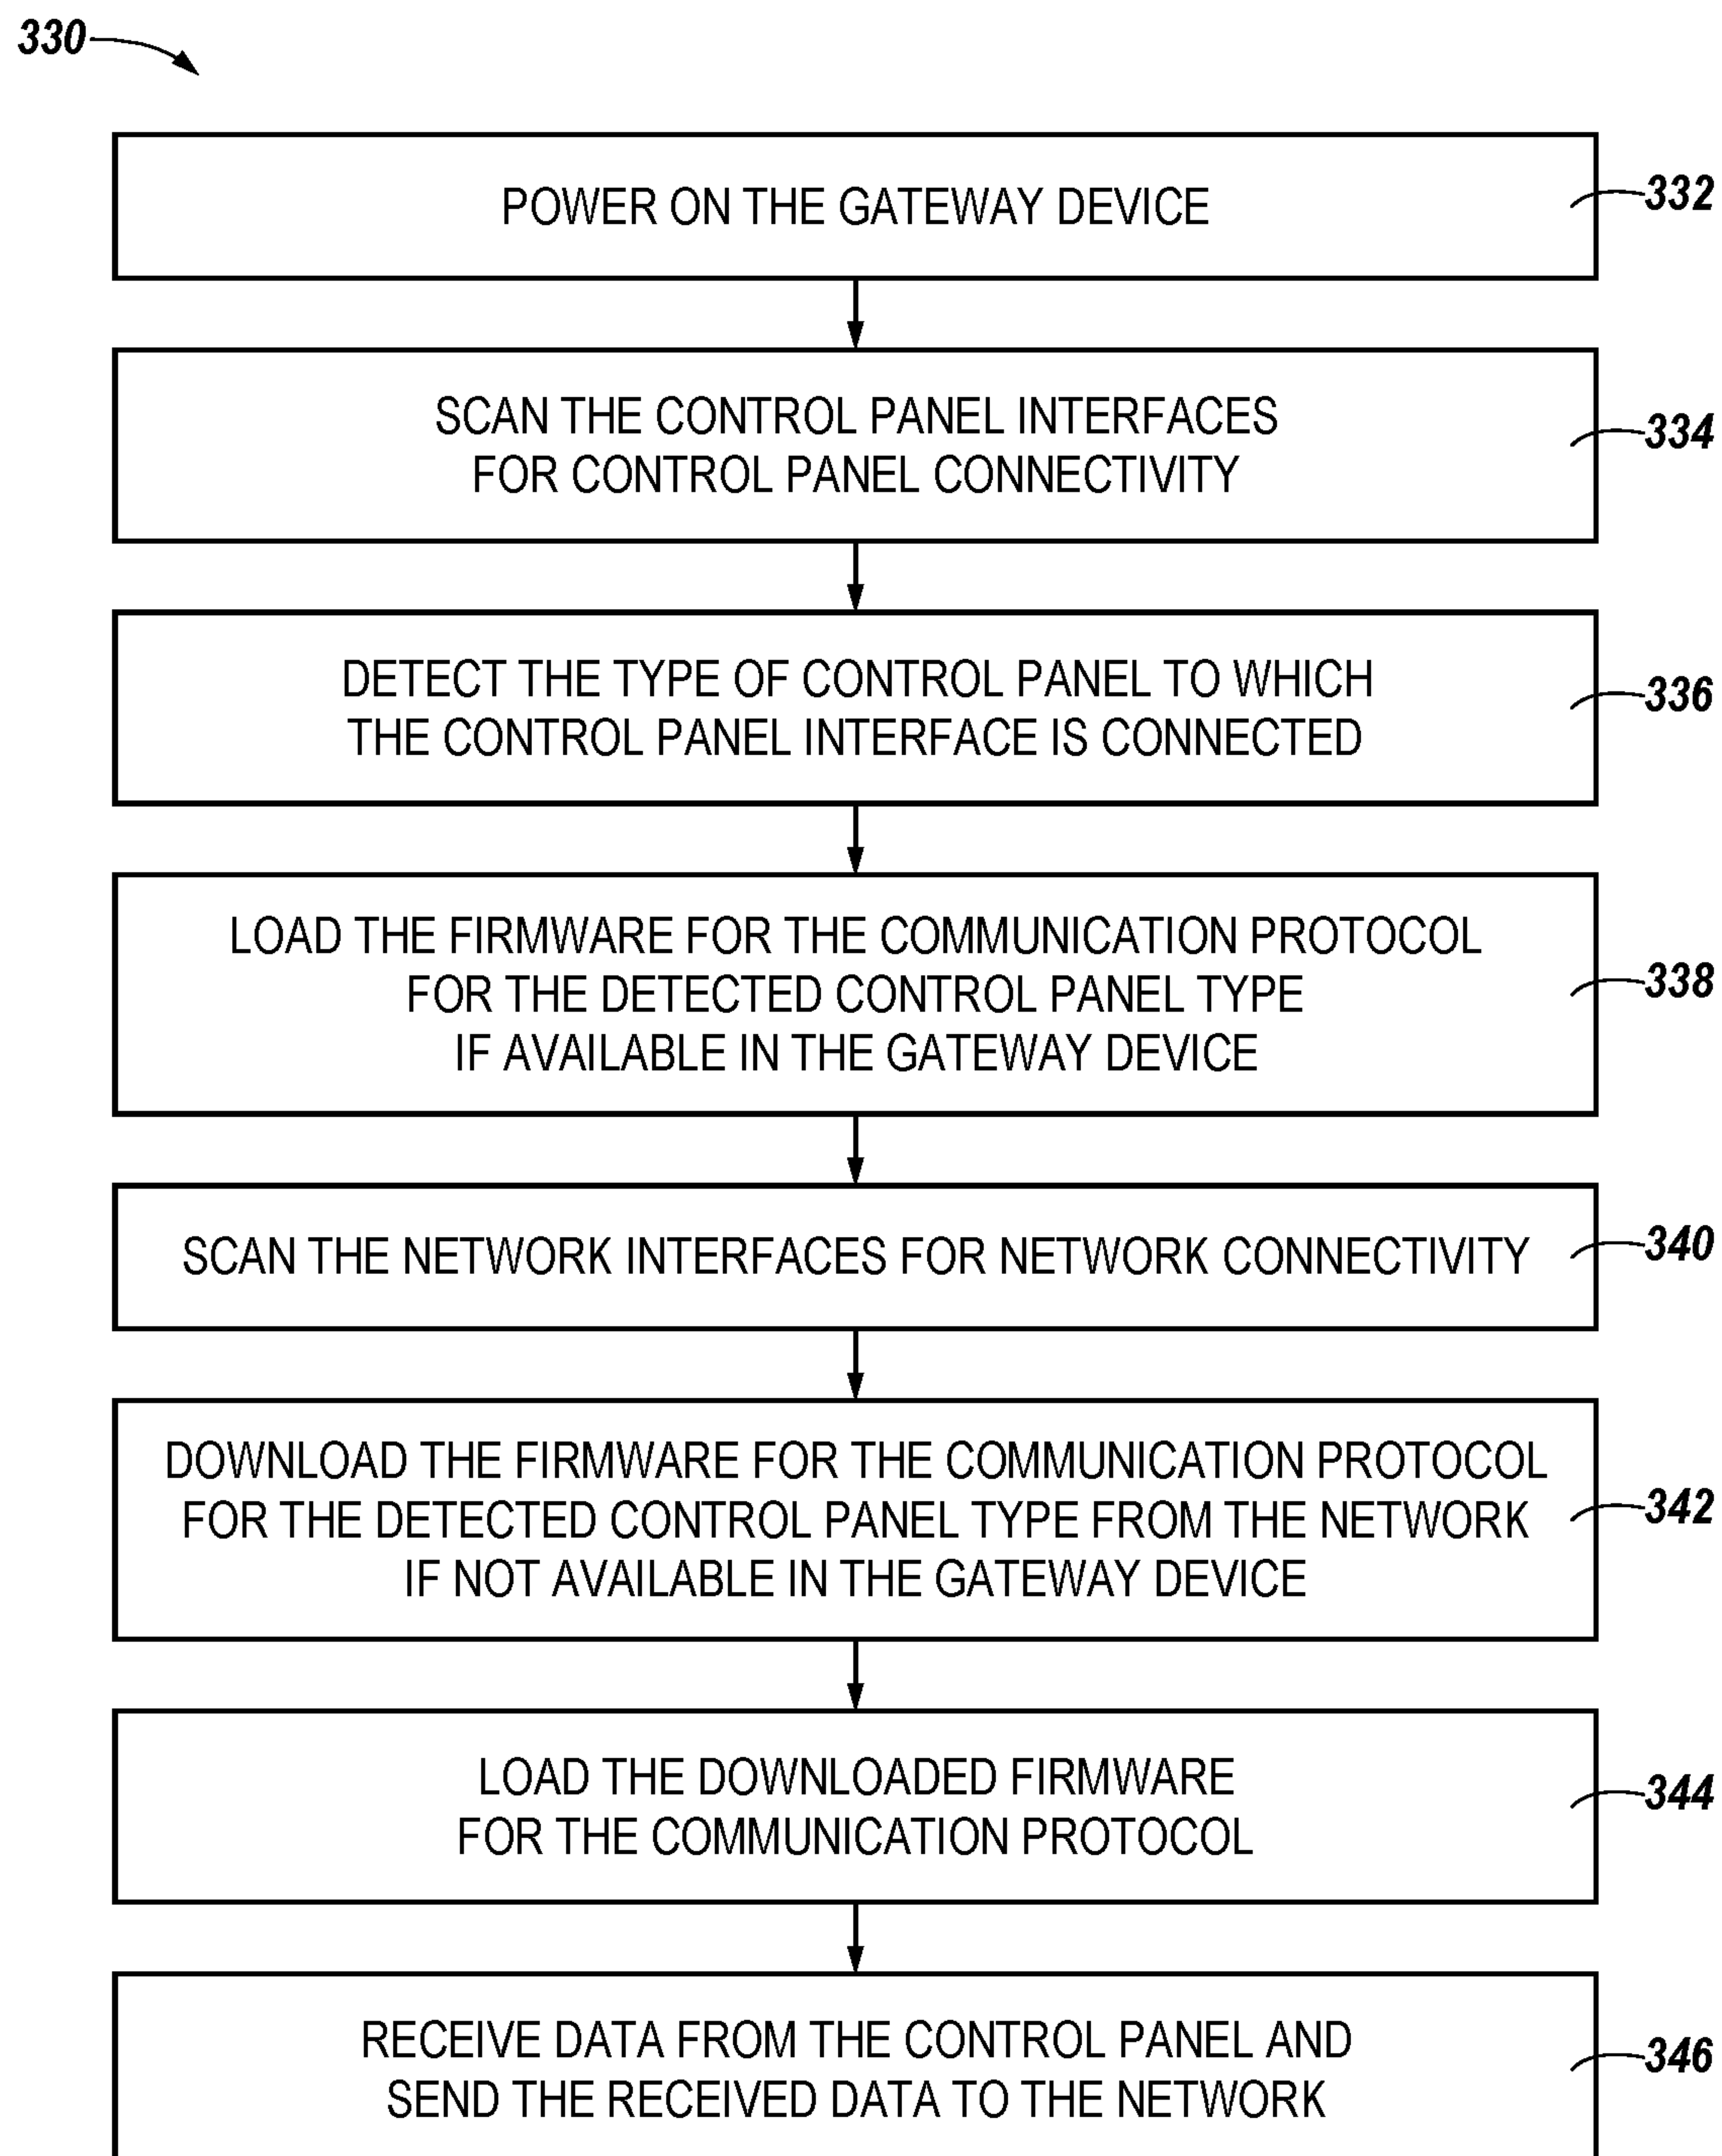 330
POWER ON THE GATEWAY DEVICE
332
SCAN THE CONTROL PANEL INTERFACES
FOR CONTROL PANEL CONNECTIVITY
334
DETECT THE TYPE OF CONTROL PANEL TO WHICH
THE CONTROL PANEL INTERFACE IS CONNECTED
336
LOAD THE FIRMWARE FOR THE COMMUNICATION PROTOCOL
FOR THE DETECTED CONTROL PANEL TYPE
IF AVAILABLE IN THE GATEWAY DEVICE
338
SCAN THE NETWORK INTERFACES FOR NETWORK CONNECTIVITY
340
DOWNLOAD THE FIRMWARE FOR THE COMMUNICATION PROTOCOL
FOR THE DETECTED CONTROL PANEL TYPE FROM THE NETWORK
IF NOT AVAILABLE IN THE GATEWAY DEVICE
342
LOAD THE DOWNLOADED FIRMWARE
FOR THE COMMUNICATION PROTOCOL
344
RECEIVE DATA FROM THE CONTROL PANEL AND
SEND THE RECEIVED DATA TO THE NETWORK
346